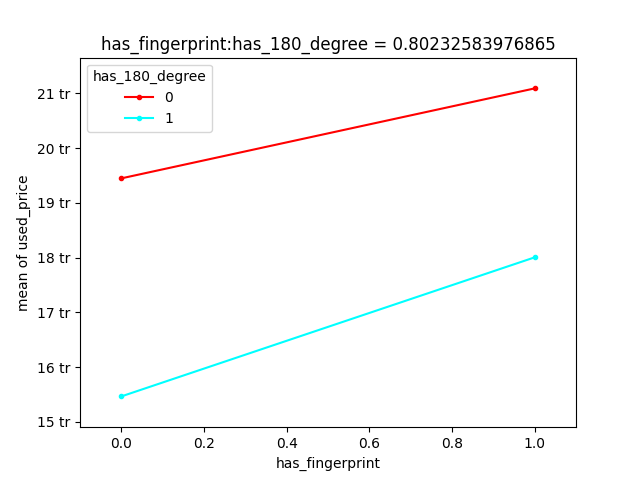 has_fingerprint:has_180_degree = 0.80232583976865
has_180_degree
0
1
21 tr
20 tr
19 tr
18 tr
17 tr
16 tr
15 tr
mean of used_price
0.0 0.2 0.4 0.6 0.8 1.0
has_fingerprint